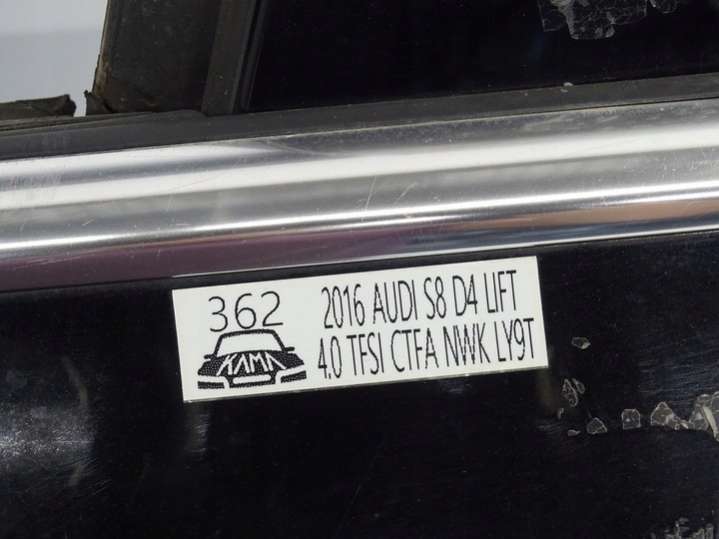 362
KAMA
2016 AUDI S8 D4 LIFT
4.0 TFSI CTFA NWK LY9T